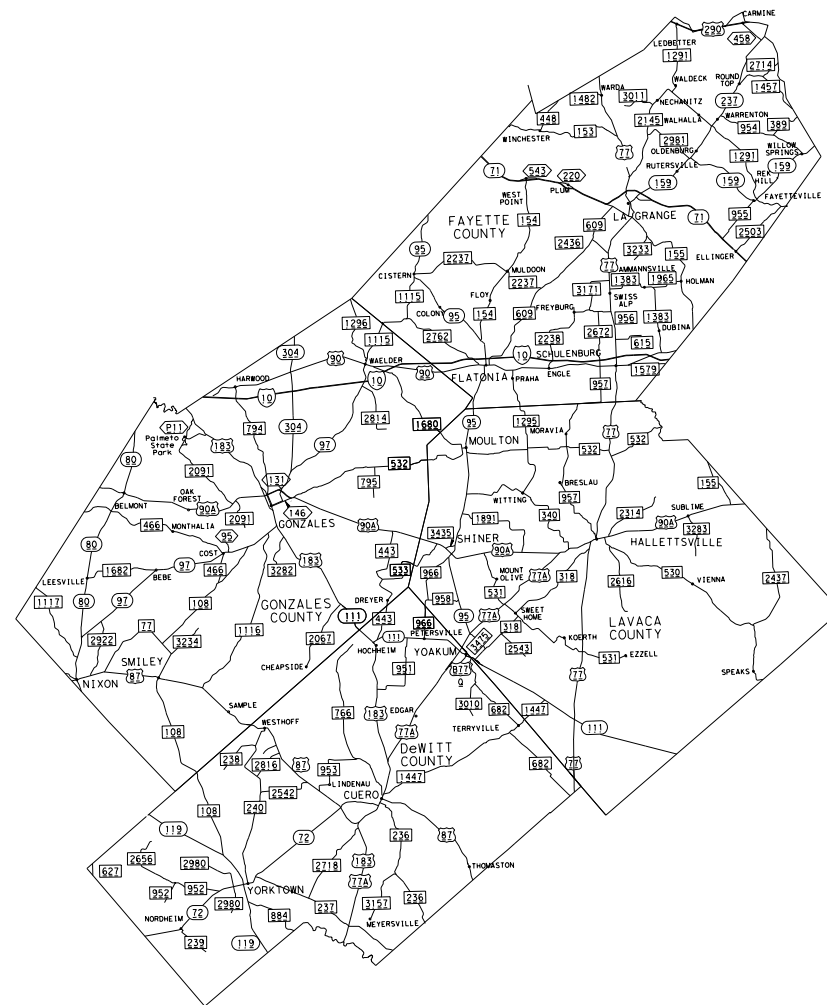 CARMINE
290
458
LEDBETTER
1291
2714
WALDECK
ROUND
TOP
1457
WARDA
1482
3011
NECHANITZ
237
448
2145
WALHALLA
WARRENTON
954
389
153
WINCHESTER
2981
WILLOW
SPRINGS
77
OLDENBURG
1291
159
RUTERSVILLE
REK
HILL
71
543
220
159
159
PLUM
FAYETTEVILLE
WEST
POINT
LA GRANGE
71
955
FAYETTE
COUNTY
154
609
2503
95
2436
3233
155
ELLINGER
2237
77
AMMANNSVILLE
CISTERN
MULDOON
1383
1965
HOLMAN
2237
3171
1115
FLOY
SWISS
ALP
COLONY
95
154
609
FREYBURG
956
1383
1296
2672
DUBINA
304
1115
2762
2238
615
10
SCHULENBURG
90
WAELDER
90
FLATONIA
PRAHA
ENGLE
1579
HARWOOD
10
957
10
2814
1680
95
1295
P11
794
304
MORAVIA
77
Palmeto
State
Park
183
97
MOULTON
532
532
80
532
2091
131
795
BRESLAU
155
OAK
FOREST
957
WITTING
SUBLIME
90A
146
2314
BELMONT
2091
GONZALES
1891
340
90A
466
MONTHALIA
90A
3283
95
3435
SHINER
HALLETTSVILLE
80
443
90A
COST
183
97
533
966
MOUNT
OLIVE
77A
318
530
LEESVILLE
1682
466
3282
2616
VIENNA
2437
BEBE
531
1117
97
DREYER
958
80
108
GONZALES
COUNTY
443
95
77A
SWEET
HOME
LAVACA
COUNTY
77
111
966
318
1116
PETERSVILLE
2922
3234
2067
111
3475
KOERTH
HOCHHEIM
YOAKUM
2543
EZZELL
SMILEY
CHEAPSIDE
951
531
87
B77
Q
77
SPEAKS
NIXON
SAMPLE
3010
766
183
EDGAR
682
1447
108
WESTHOFF
77A
TERRYVILLE
111
DeWITT
COUNTY
238
2816
87
953
682
77
1447
LINDENAU
2542
CUERO
108
240
119
72
236
87
2656
2980
2718
183
THOMASTON
627
77A
952
952
YORKTOWN
2980
237
3157
236
72
NORDHEIM
884
MEYERSVILLE
239
119